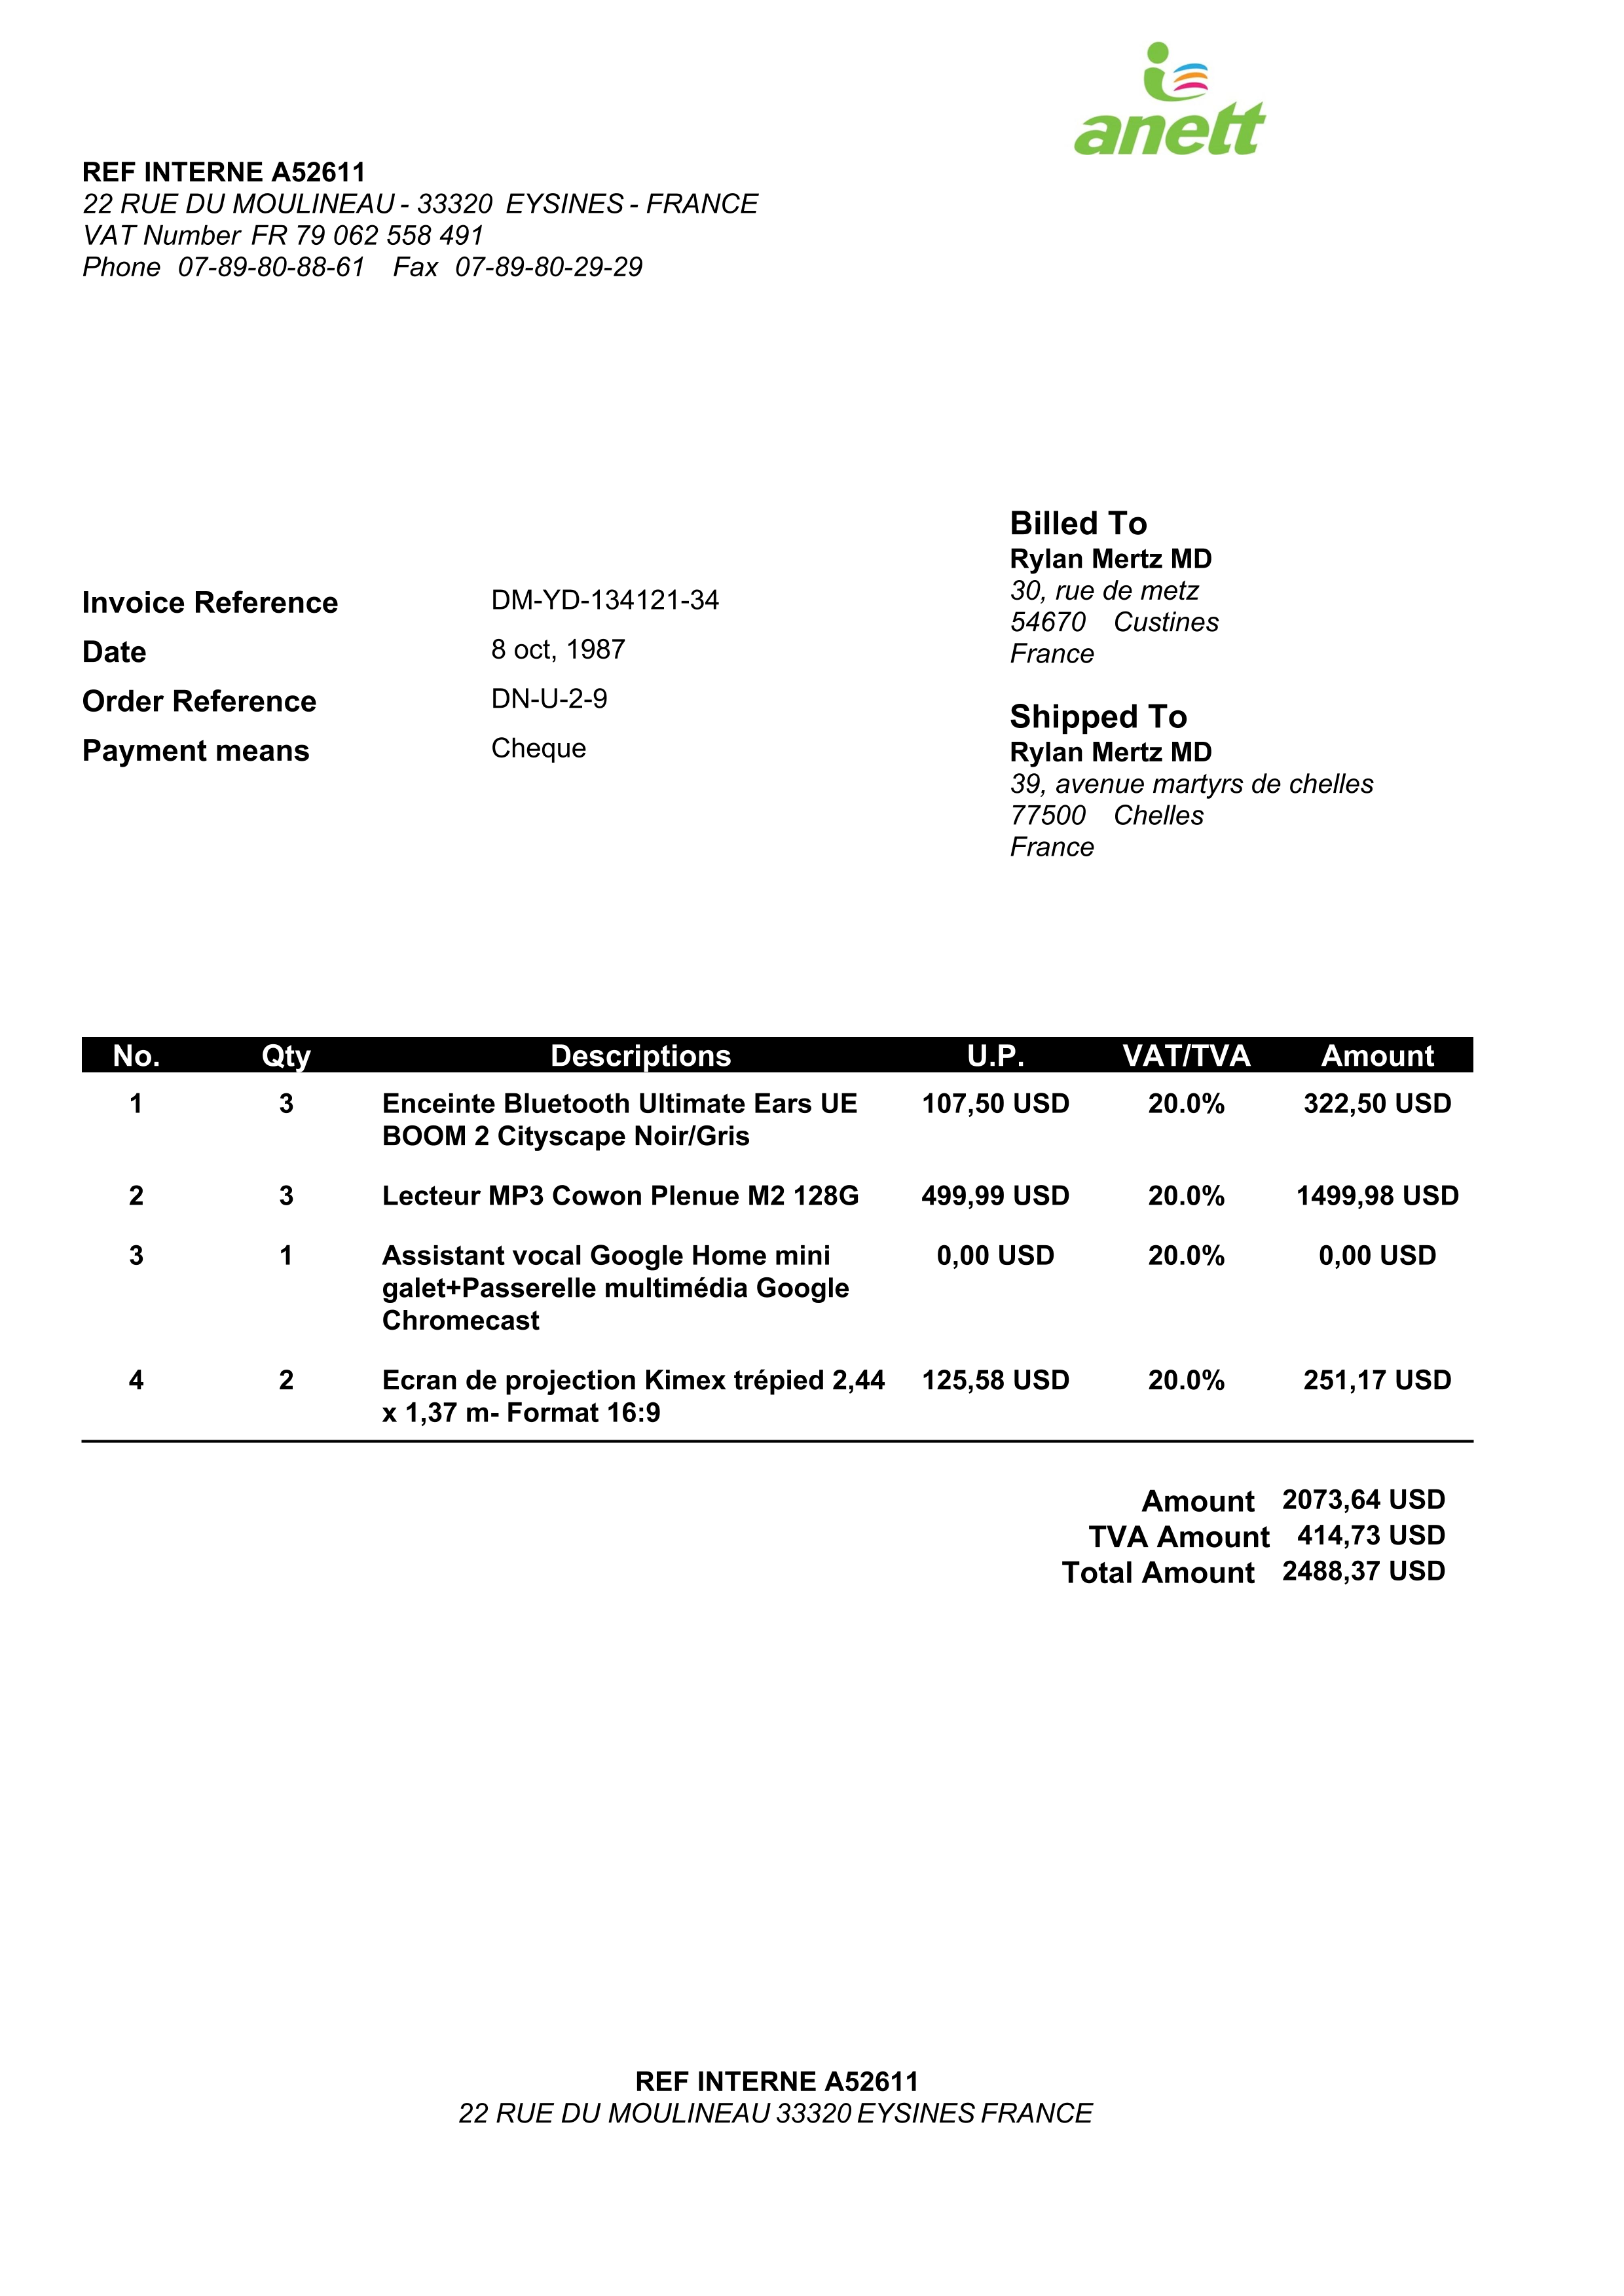 anett
REF INTERNE A52611
22 RUE DU MOULINEAU - 33320 EYSINES - FRANCE
VAT Number FR 79 062 558 491
Phone 07-89-80-88-61 Fax 07-89-80-29-29
Invoice Reference DM-YD-134121-34
Date 8 oct, 1987
Order Reference DN-U-2-9
Payment means Cheque
Billed To
Rylan Mertz MD
30, rue de metz
54670 Custines
France
Shipped To
Rylan Mertz MD
39, avenue martyrs de chelles
77500 Chelles
France
No. Qty Descriptions U.P. VAT/TVA Amount
1 3 Enceinte Bluetooth Ultimate Ears UE 107,50 USD 20.0% 322,50 USD
BOOM 2 Cityscape Noir/Gris
2 3 Lecteur MP3 Cowon Plenue M2 128G 499,99 USD 20.0% 1499,98 USD
3 1 Assistant vocal Google Home mini 0,00 USD 20.0% 0,00 USD
galet+Passerelle multimédia Google
Chromecast
4 2 Ecran de projection Kimex trépied 2,44 125,58 USD 20.0% 251,17 USD
x 1,37 m- Format 16:9
Amount 2073,64 USD
TVA Amount 414,73 USD
Total Amount 2488,37 USD
REF INTERNE A52611
22 RUE DU MOULINEAU 33320 EYSINES FRANCE